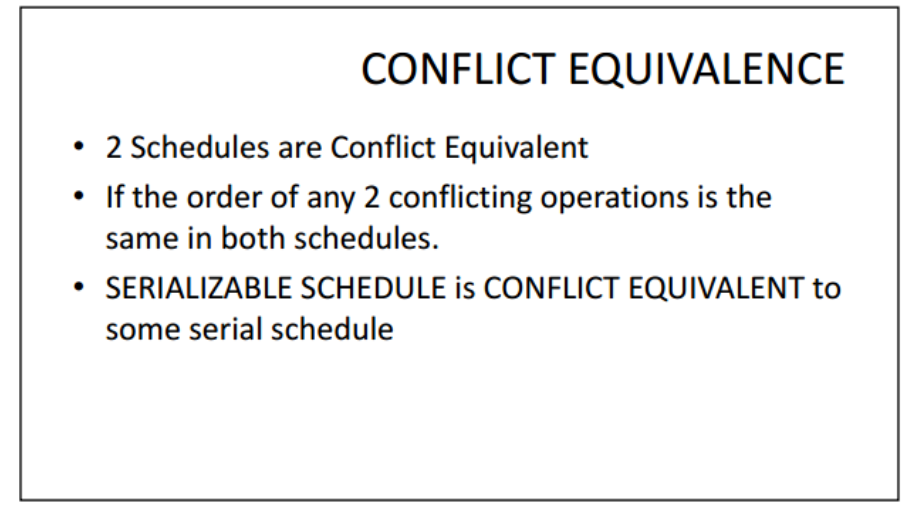 CONFLICT EQUIVALENCE
• 2 Schedules are Conflict Equivalent
• If the order of any 2 conflicting operations is the
same in both schedules.
• SERIALIZABLE SCHEDULE is CONFLICT EQUIVALENT to
some serial schedule